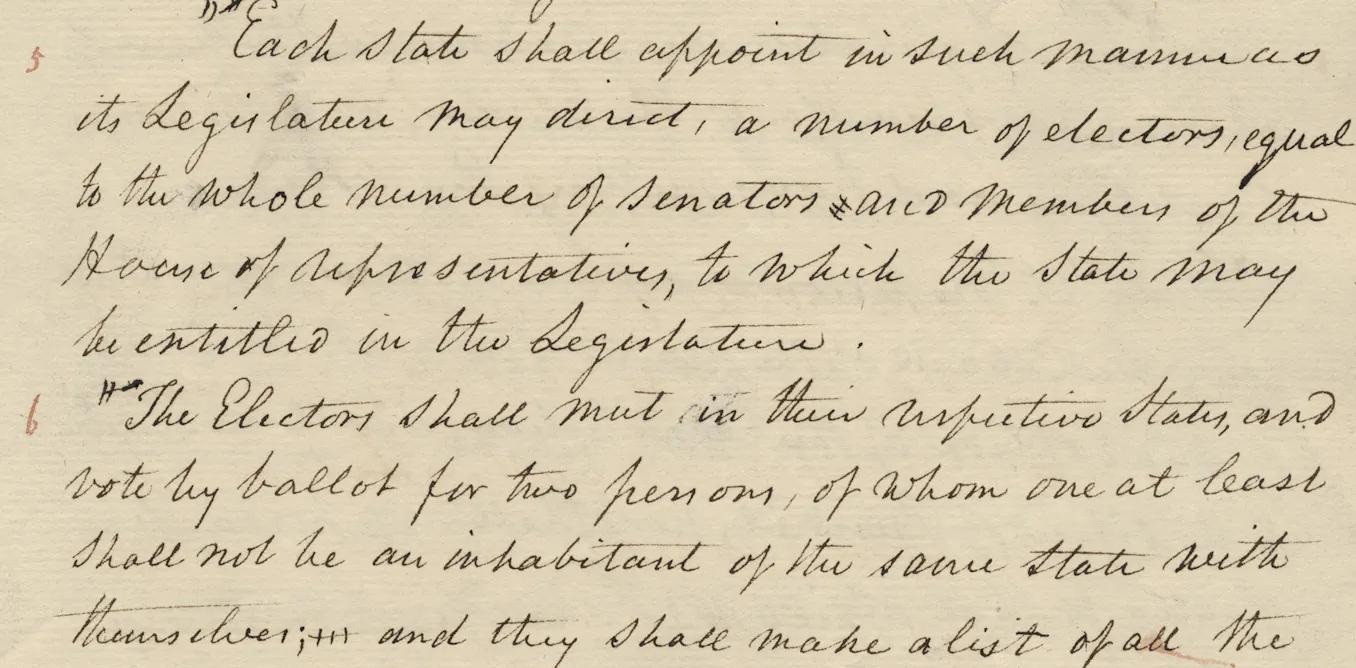 5 "Each State shall appoint in such manner as
its Legislature may direct, a number of electors, equal
to the whole number of Senators # and Members of the
House of representatives, to which the State may
be entitled in the Legislature.
6 "The Electors shall meet in their respective States, and
vote by ballot for two persons, of whom one at least
shall not be an inhabitant of the same State with
themselves; +++ and they shall make a list of all the